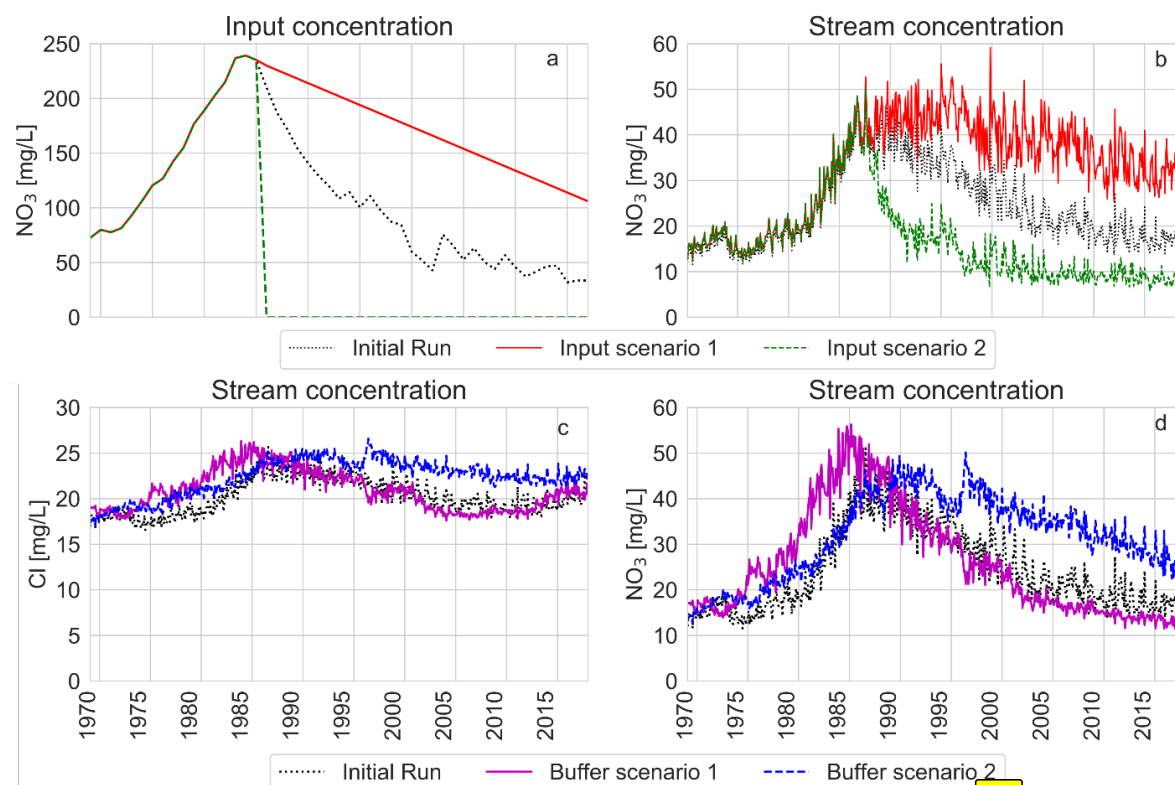 Input concentration
Stream concentration
a
b
NO3 [mg/L]
250
200
150
100
50
0
NO3 [mg/L]
60
50
40
30
20
10
0
Initial Run Input scenario 1 Input scenario 2
Stream concentration
Stream concentration
c
d
Cl [mg/L]
30
25
20
15
10
5
0
NO3 [mg/L]
60
50
40
30
20
10
0
1970 1975 1980 1985 1990 1995 2000 2005 2010 2015
1970 1975 1980 1985 1990 1995 2000 2005 2010 2015
Initial Run Buffer scenario 1 Buffer scenario 2